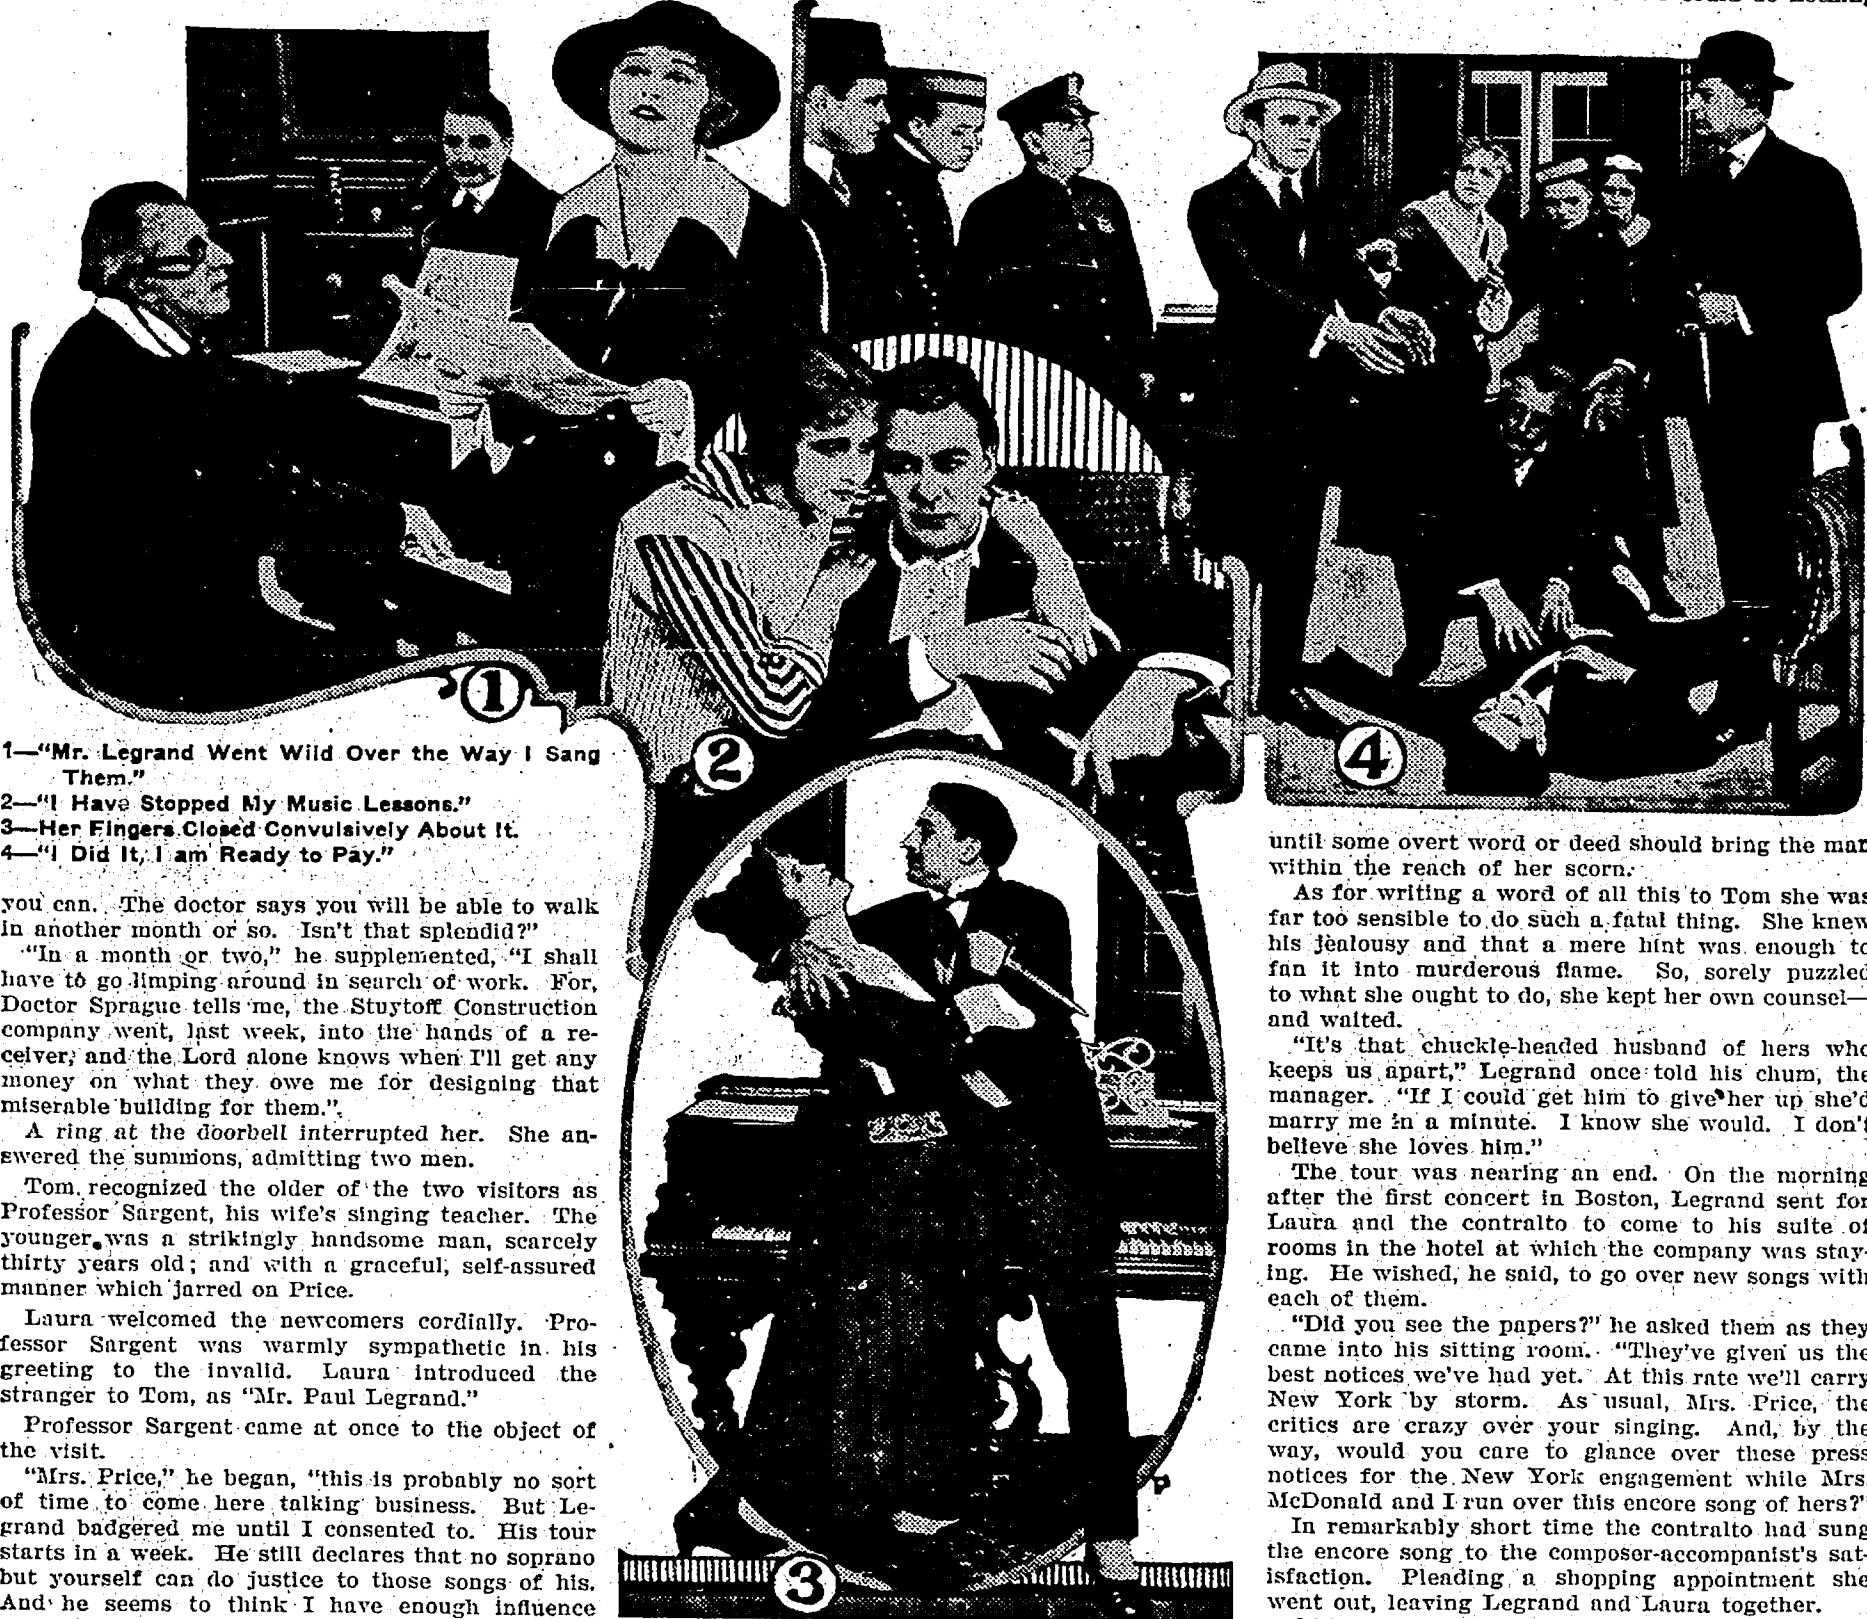 1
2
4
3
1—"Mr. Legrand Went Wild Over the Way I Sang
Them."
2—"I Have Stopped My Music Lessons."
3—Her Fingers Closed Convulsively About It.
4—"I Did It, I am Ready to Pay."
you can. The doctor says you will be able to walk
in another month or so. Isn't that splendid?"
"In a month or two," he supplemented, "I shall
have to go limping around in search of work. For,
Doctor Sprague tells me, the Stuytoff Construction
company went, last week, into the hands of a re-
ceiver, and the Lord alone knows when I'll get any
money on what they owe me for designing that
miserable building for them."
A ring at the doorbell interrupted her. She an-
swered the summons, admitting two men.
Tom recognized the older of the two visitors as
Professor Sargent, his wife's singing teacher. The
younger was a strikingly handsome man, scarcely
thirty years old; and with a graceful, self-assured
manner which jarred on Price.
Laura welcomed the newcomers cordially. Pro-
fessor Sargent was warmly sympathetic in his
greeting to the invalid. Laura introduced the
stranger to Tom, as "Mr. Paul Legrand."
Professor Sargent came at once to the object of
the visit.
"Mrs. Price," he began, "this is probably no sort
of time to come here talking business. But Le-
grand badgered me until I consented to. His tour
starts in a week. He still declares that no soprano
but yourself can do justice to those songs of his.
And he seems to think I have enough influence
until some overt word or deed should bring the man
within the reach of her scorn.
As for writing a word of all this to Tom she was
far too sensible to do such a fatal thing. She knew
his jealousy and that a mere hint was enough to
fan it into murderous flame. So, sorely puzzled
to what she ought to do, she kept her own counsel—
and waited.
"It's that chuckle-headed husband of hers who
keeps us apart," Legrand once told his chum, the
manager. "If I could get him to give her up she'd
marry me in a minute. I know she would. I don't
believe she loves him."
The tour was nearing an end. On the morning
after the first concert in Boston, Legrand sent for
Laura and the contralto to come to his suite of
rooms in the hotel at which the company was stay-
ing. He wished, he said, to go over new songs with
each of them.
"Did you see the papers?" he asked them as they
came into his sitting room. "They've given us the
best notices we've had yet. At this rate we'll carry
New York by storm. As usual, Mrs. Price, the
critics are crazy over your singing. And, by the
way, would you care to glance over these press
notices for the New York engagement while Mrs.
McDonald and I run over this encore song of hers?"
In remarkably short time the contralto had sung
the encore song to the composer-accompanist's sat-
isfaction. Pleading a shopping appointment she
went out, leaving Legrand and Laura together.